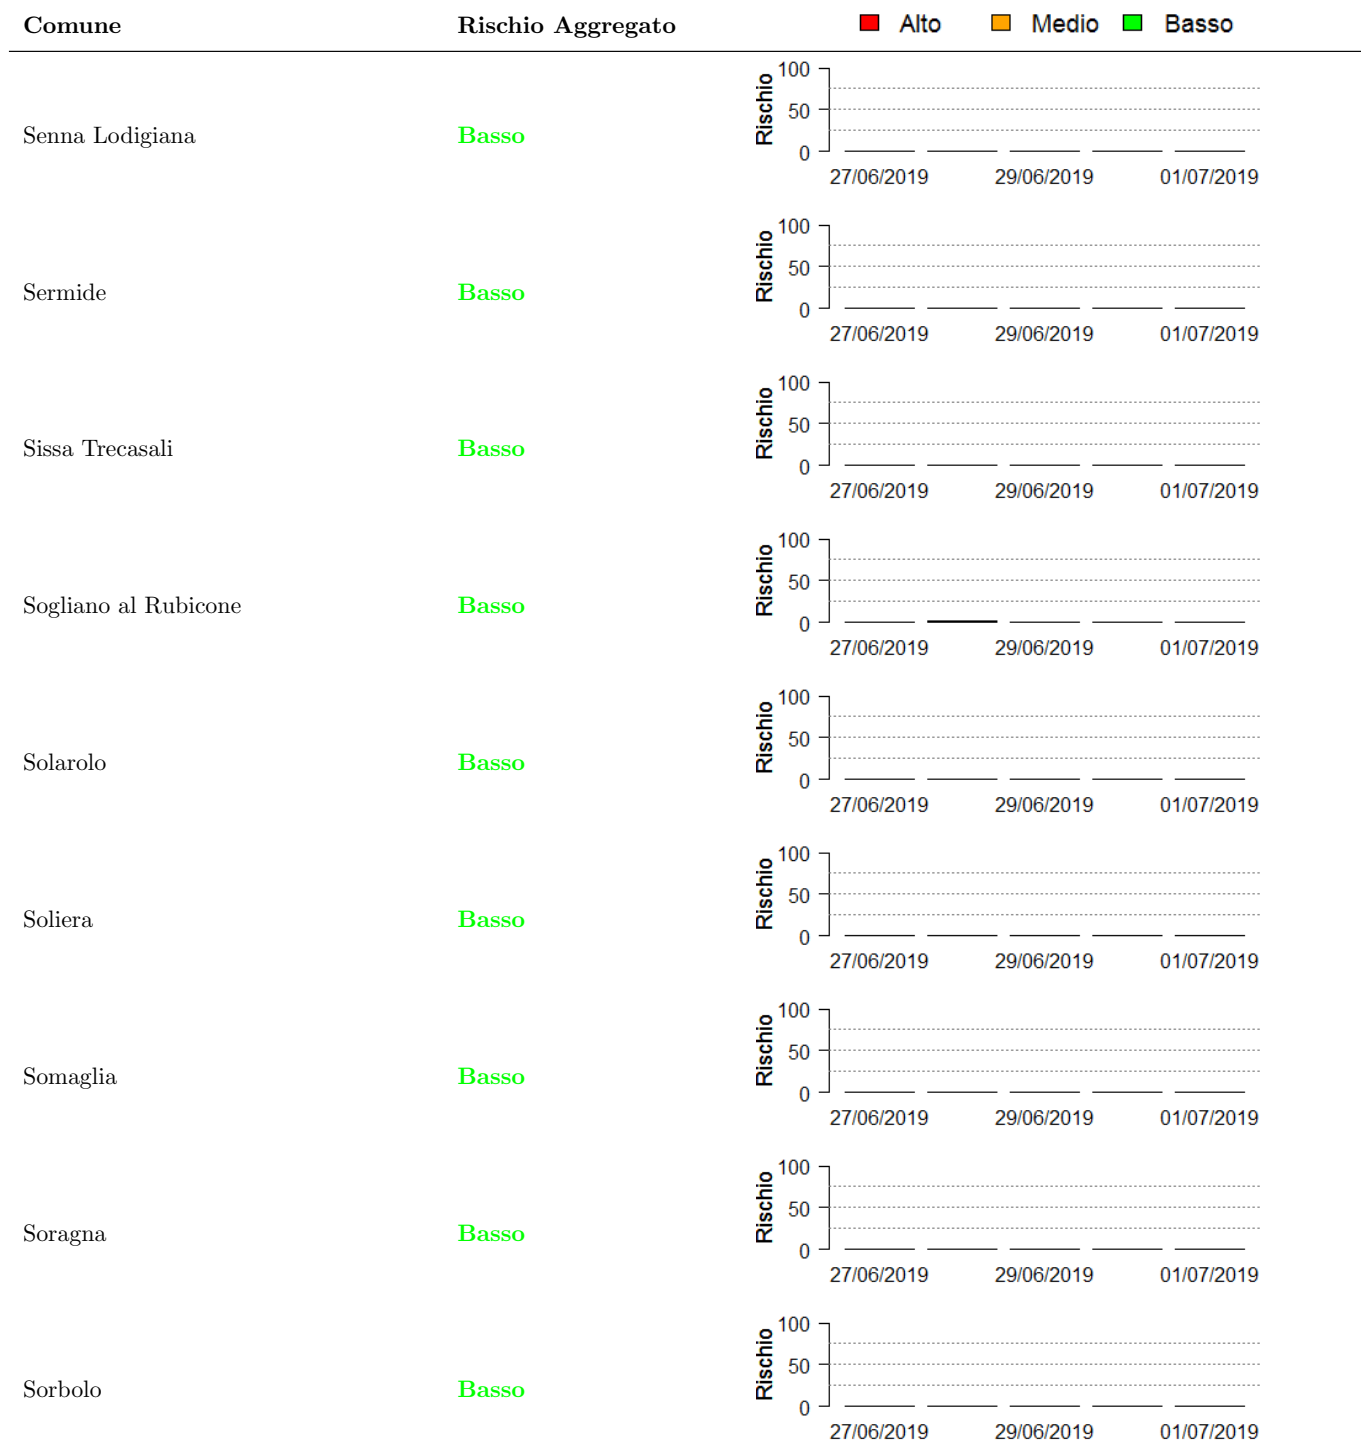 Comune Rischio Aggregato Alto Medio Basso
100
50
0
Rischio
Senna Lodigiana Basso
27/06/2019 29/06/2019 01/07/2019
100
50
0
Rischio
Sermide Basso
27/06/2019 29/06/2019 01/07/2019
100
50
0
Rischio
Sissa Trecasali Basso
27/06/2019 29/06/2019 01/07/2019
100
50
0
Rischio
Sogliano al Rubicone Basso
27/06/2019 29/06/2019 01/07/2019
100
50
0
Rischio
Solarolo Basso
27/06/2019 29/06/2019 01/07/2019
100
50
0
Rischio
Soliera Basso
27/06/2019 29/06/2019 01/07/2019
100
50
0
Rischio
Somaglia Basso
27/06/2019 29/06/2019 01/07/2019
100
50
0
Rischio
Soragna Basso
27/06/2019 29/06/2019 01/07/2019
100
50
0
Rischio
Sorbolo Basso
27/06/2019 29/06/2019 01/07/2019